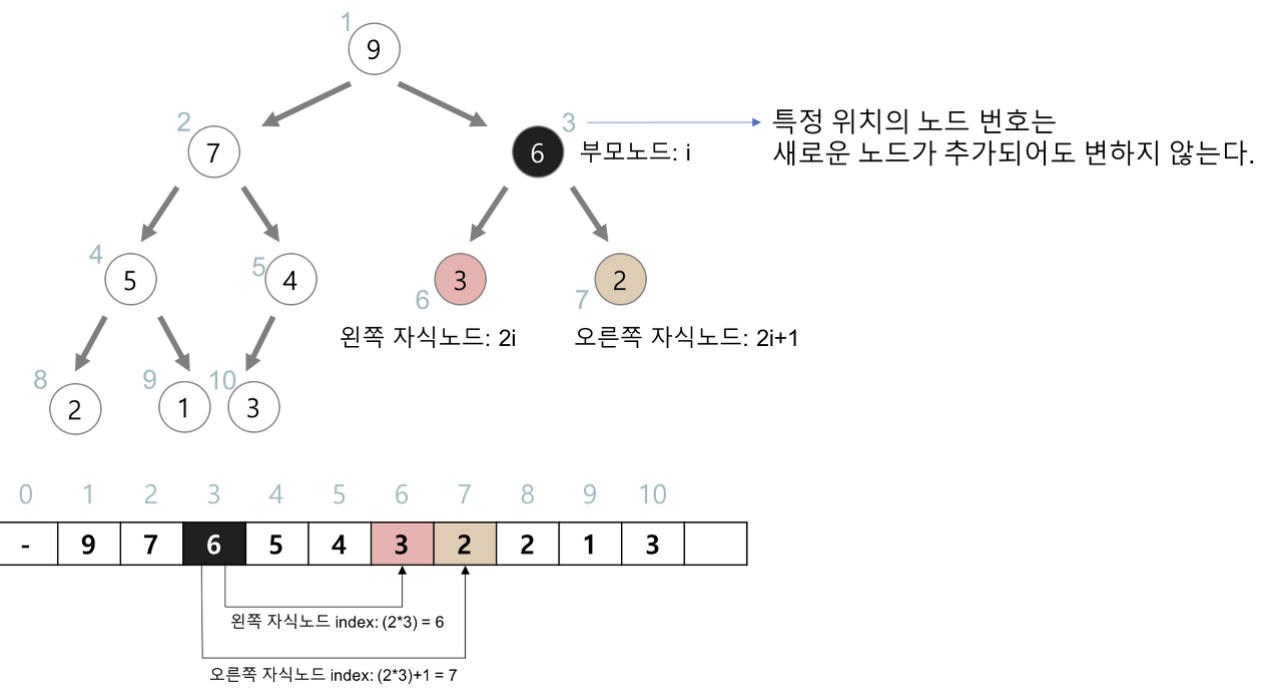 1
9
2
7
3
6
부모노드: i
특정 위치의 노드 번호는
새로운 노드가 추가되어도 변하지 않는다.
4
5
5
4
6
3
7
2
왼쪽 자식노드: 2i
오른쪽 자식노드: 2i+1
8
2
9
1
10
3
0 1 2 3 4 5 6 7 8 9 10
- 9 7 6 5 4 3 2 2 1 3
왼쪽 자식노드 index: (2*3) = 6
오른쪽 자식노드 index: (2*3)+1 = 7